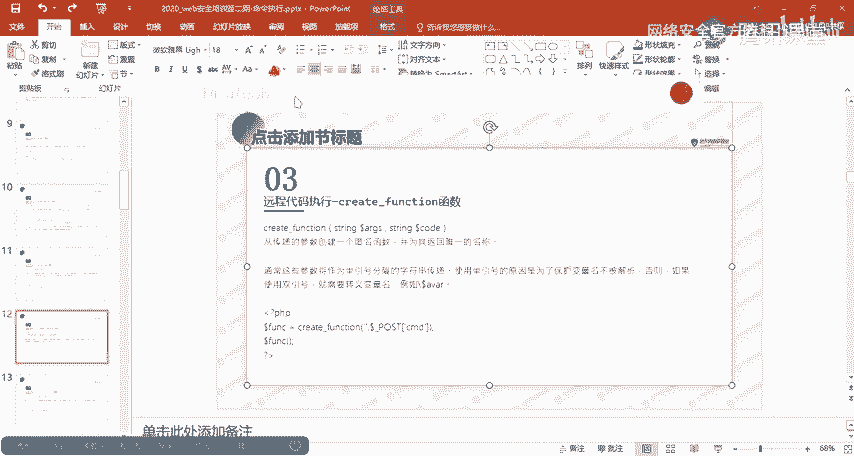 2020_web安全培训第二期-命令执行.pptx - PowerPoint
绘图工具
文件 开始 插入 设计 切换 动画 幻灯片放映 审阅 视图 加载项 格式 告诉我您想要做什么...
网络安全官方
粘贴 剪切 复制 格式刷
新建 幻灯片 版式 重置 节
18
文字方向 对齐文本 转换为 SmartArt
排列 快速样式 形状填充 形状轮廓 形状效果
选择
剪贴板 幻灯片 编辑
9
10
11
12
13
点击添加节标题
03
远程代码执行-create_function函数
create_function ( string $args , string $code )
从传递的参数创建一个匿名函数，并为其返回唯一的名称。
通常这些参数将作为单引号分隔的字符串传递。使用单引号的原因是为了保护变量名不被解析，否则，如果
使用双引号，就需要转义变量名，例如\$avar。
<?php
$func = create_function('',$_POST['cmd']);
$func();
?>
单击此处添加备注
备注 批注 68%